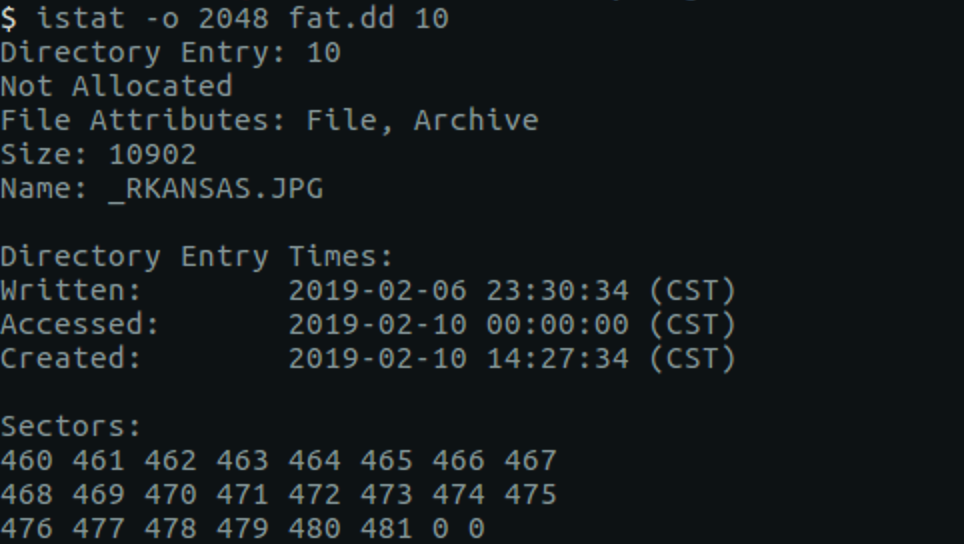 $ istat -o 2048 fat.dd 10
Directory Entry: 10
Not Allocated
File Attributes: File, Archive
Size: 10902
Name: _RKANSAS.JPG
Directory Entry Times:
Written: 2019-02-06 23:30:34 (CST)
Accessed: 2019-02-10 00:00:00 (CST)
Created: 2019-02-10 14:27:34 (CST)
Sectors:
460 461 462 463 464 465 466 467
468 469 470 471 472 473 474 475
476 477 478 479 480 481 0 0